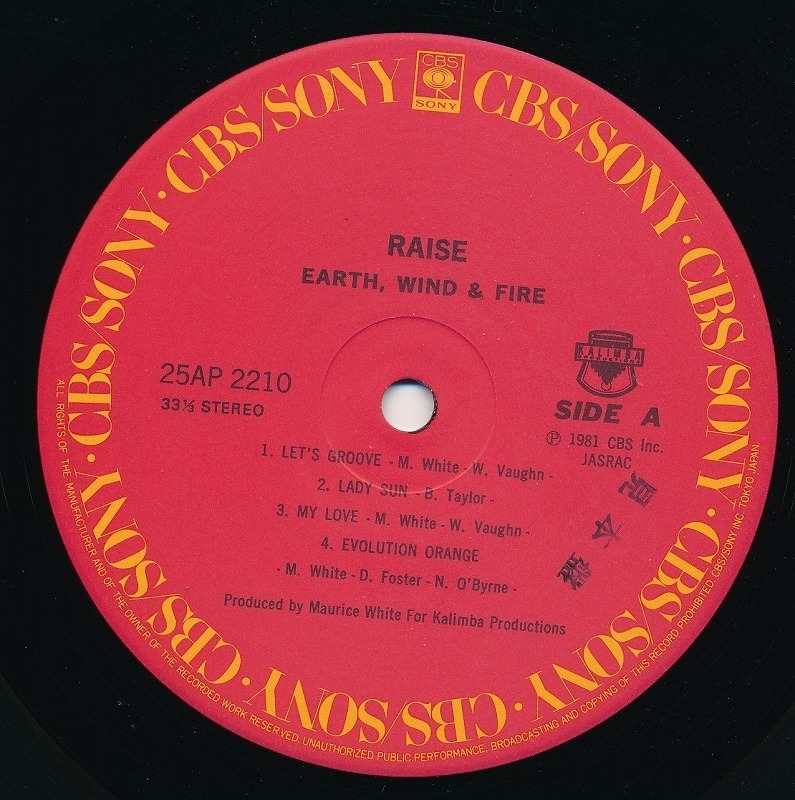 CBS
SONY
CBS/SONY · CBS/SONY · CBS/SONY · CBS/SONY · CBS/SONY · CBS/SONY · CBS/SONY · CBS/SONY
RAISE
EARTH, WIND & FIRE
KALIMBA
25AP 2210
33⅓ STEREO
SIDE A
Ⓟ 1981 CBS Inc.
JASRAC
1. LET'S GROOVE - M. White - W. Vaughn -
2. LADY SUN - B. Taylor -
3. MY LOVE - M. White - W. Vaughn -
4. EVOLUTION ORANGE
- M. White - D. Foster - N. O'Byrne -
Produced by Maurice White For Kalimba Productions
ALL RIGHTS OF THE MANUFACTURER AND OF THE OWNER OF THE RECORDED WORK RESERVED. UNAUTHORIZED PUBLIC PERFORMANCE, BROADCASTING AND COPYING OF THIS RECORD PROHIBITED. CBS/SONY INC. TOKYO JAPAN